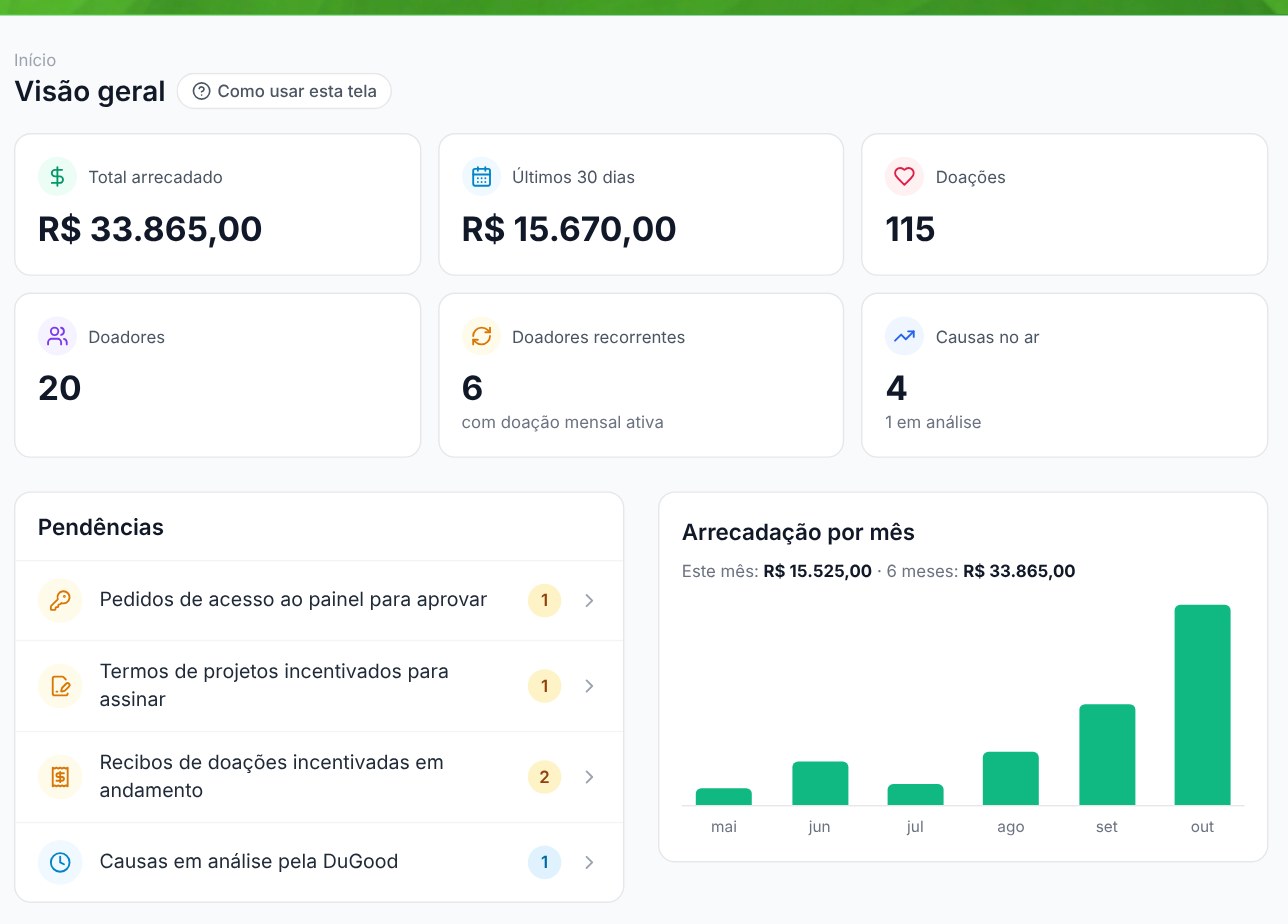 Início
Visão geral
Como usar esta tela
Total arrecadado
R$ 33.865,00
Últimos 30 dias
R$ 15.670,00
Doações
115
Doadores
20
Doadores recorrentes
6
com doação mensal ativa
Causas no ar
4
1 em análise
Pendências
Pedidos de acesso ao painel para aprovar
1
Termos de projetos incentivados para
assinar
1
Recibos de doações incentivadas em
andamento
2
Causas em análise pela DuGood
1
Arrecadação por mês
Este mês: R$ 15.525,00 · 6 meses: R$ 33.865,00
mai jun jul ago set out